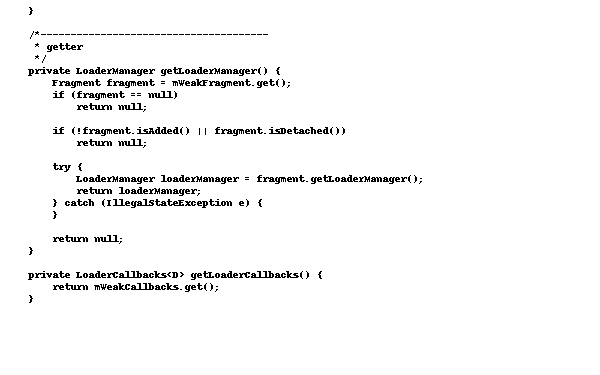 }
/*--------------------------------------
 * getter
 */
private LoaderManager getLoaderManager() {
    Fragment fragment = mWeakFragment.get();
    if (fragment == null)
        return null;
    if (!fragment.isAdded() || fragment.isDetached())
        return null;
    try {
        LoaderManager loaderManager = fragment.getLoaderManager();
        return loaderManager;
    } catch (IllegalStateException e) {
    }
    return null;
}
private LoaderCallbacks<D> getLoaderCallbacks() {
    return mWeakCallbacks.get();
}